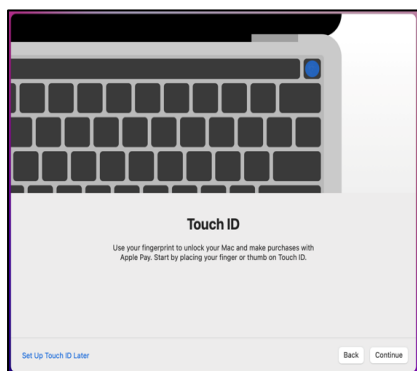 Touch ID
Use your fingerprint to unlock your Mac and make purchases with
Apple Pay. Start by placing your finger or thumb on Touch ID.
Set Up Touch ID Later
Back
Continue